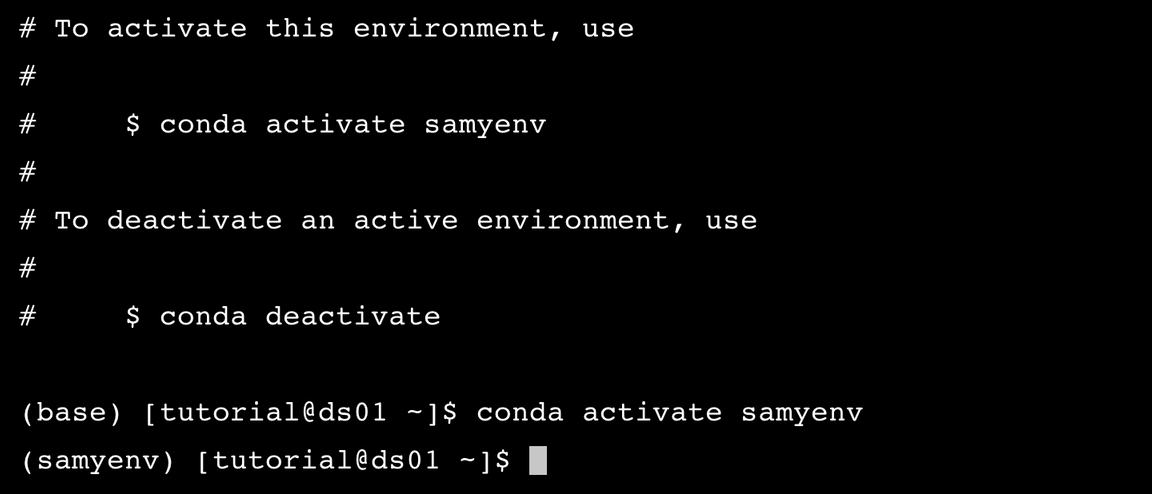 # To activate this environment, use
#
#     $ conda activate samyenv
#
# To deactivate an active environment, use
#
#     $ conda deactivate
(base) [tutorial@ds01 ~]$ conda activate samyenv
(samyenv) [tutorial@ds01 ~]$